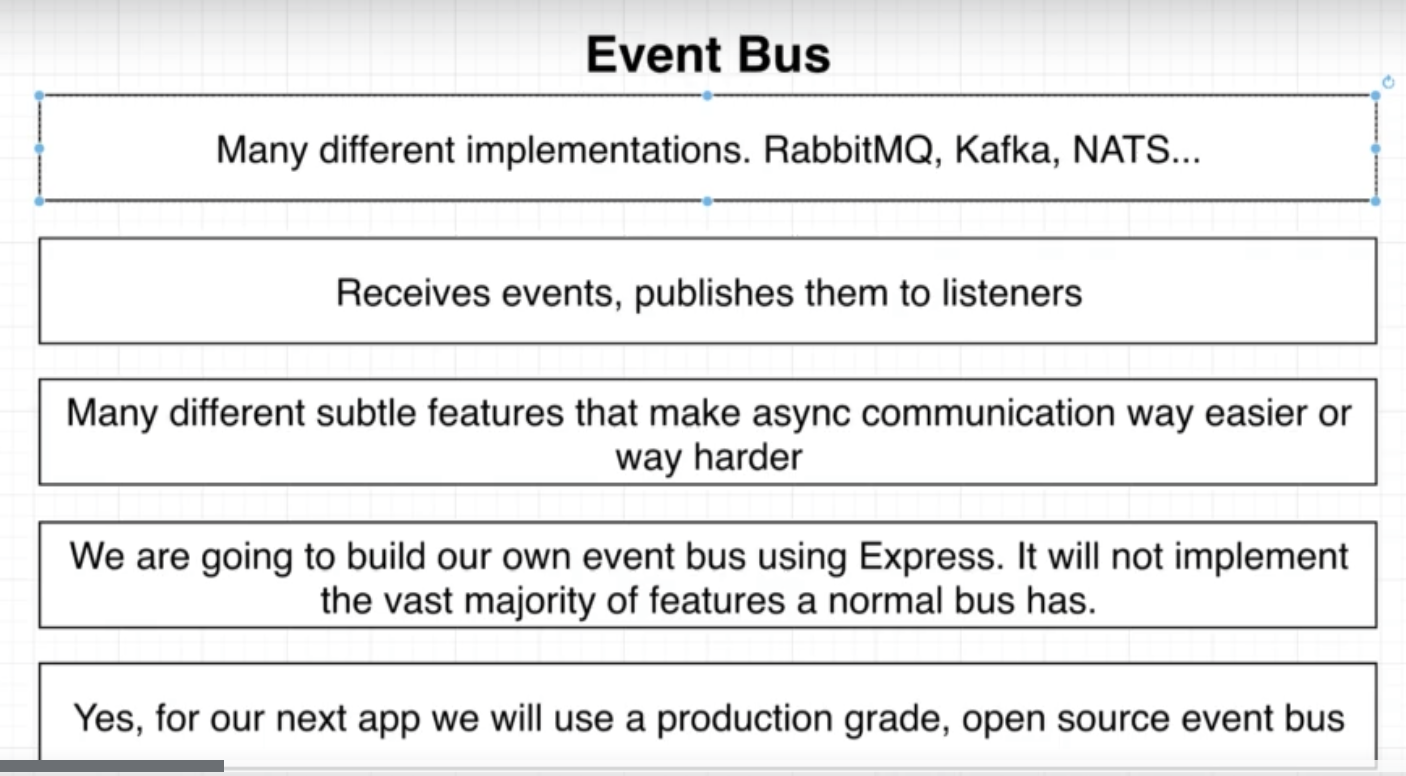 Event Bus
Many different implementations. RabbitMQ, Kafka, NATS...
Receives events, publishes them to listeners
Many different subtle features that make async communication way easier or
way harder
We are going to build our own event bus using Express. It will not implement
the vast majority of features a normal bus has.
Yes, for our next app we will use a production grade, open source event bus